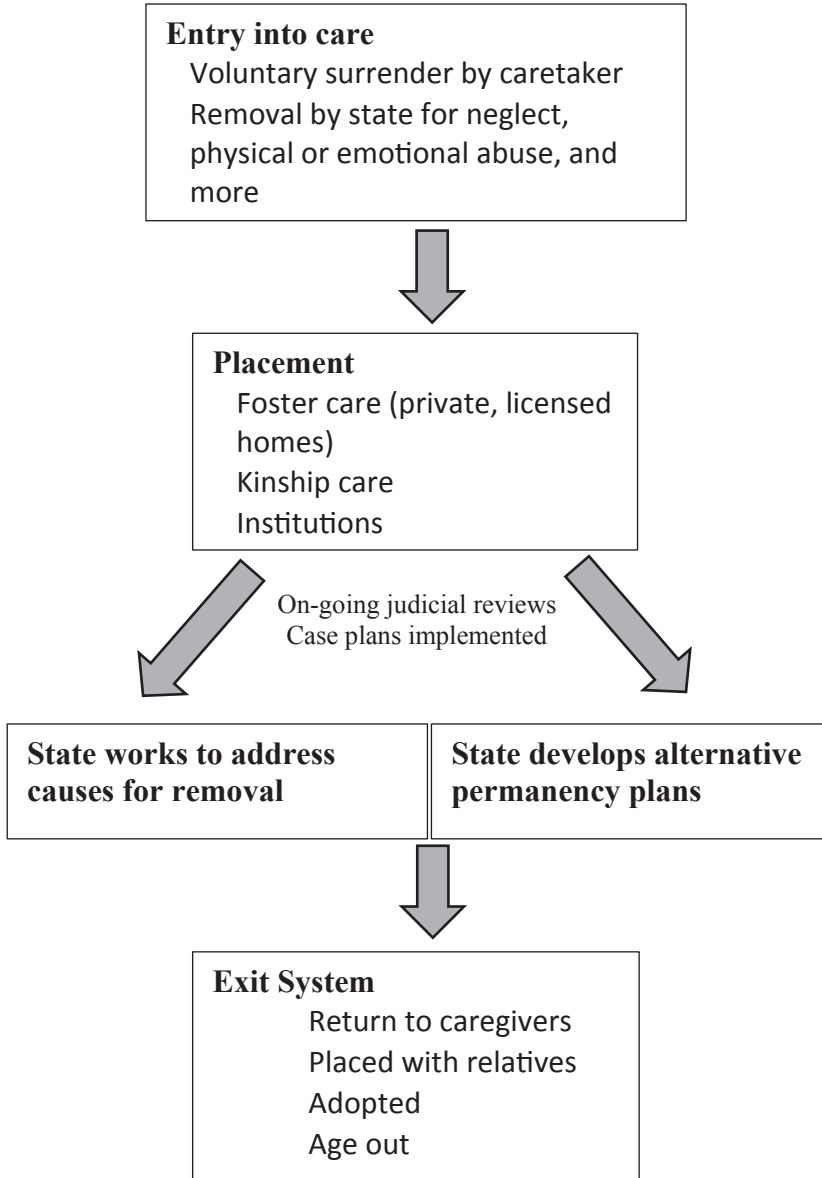 Entry into care
Voluntary surrender by caretaker
Removal by state for neglect,
physical or emotional abuse, and
more
Placement
Foster care (private, licensed
homes)
Kinship care
Institutions
On-going judicial reviews
Case plans implemented
State works to address
causes for removal
State develops alternative
permanency plans
Exit System
Return to caregivers
Placed with relatives
Adopted
Age out